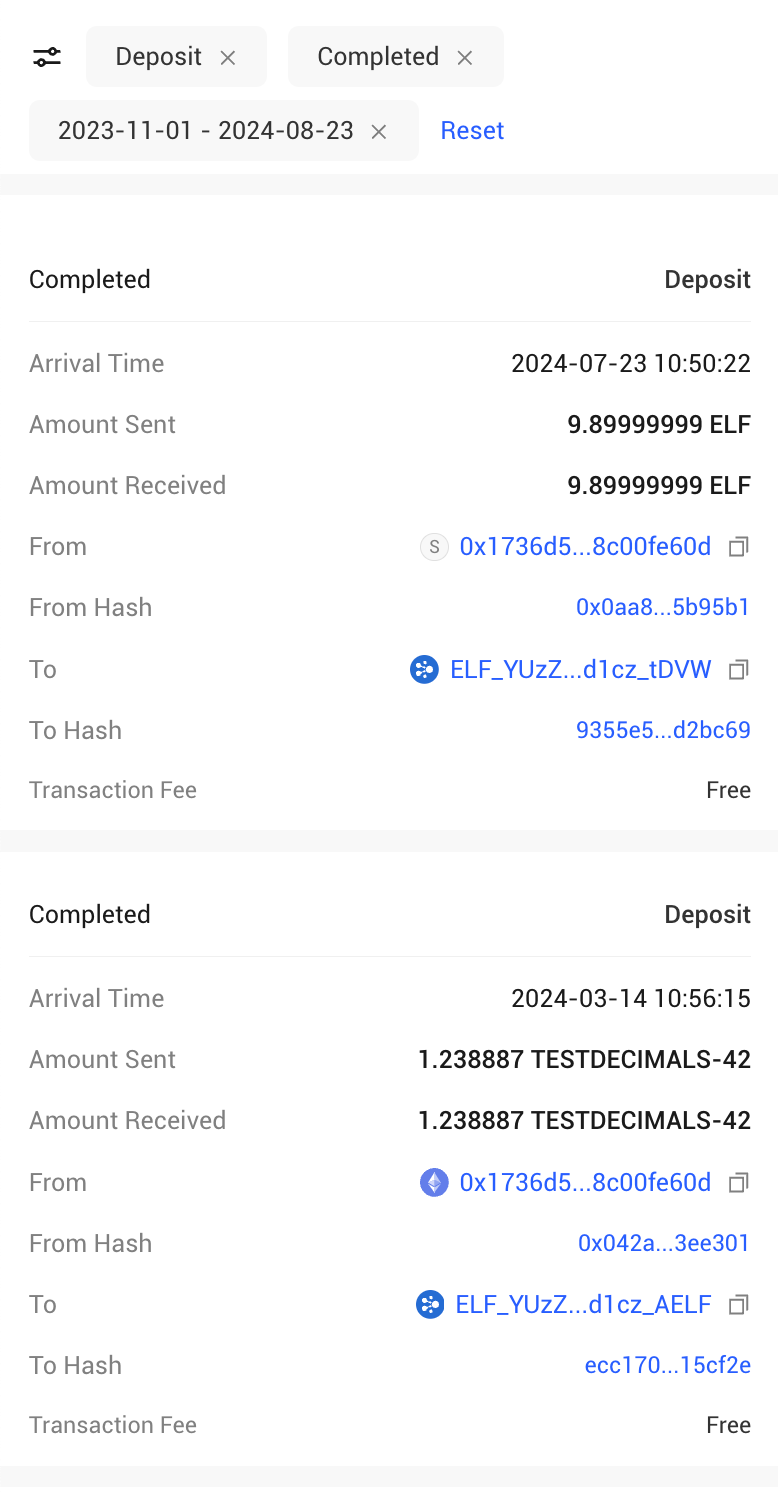 Deposit
Completed
2023-11-01 - 2024-08-23 Reset
Completed Deposit
Arrival Time 2024-07-23 10:50:22
Amount Sent 9.89999999 ELF
Amount Received 9.89999999 ELF
From S 0x1736d5...8c00fe60d
From Hash 0x0aa8...5b95b1
To ELF_YUzZ...d1cz_tDVW
To Hash 9355e5...d2bc69
Transaction Fee Free
Completed Deposit
Arrival Time 2024-03-14 10:56:15
Amount Sent 1.238887 TESTDECIMALS-42
Amount Received 1.238887 TESTDECIMALS-42
From 0x1736d5...8c00fe60d
From Hash 0x042a...3ee301
To ELF_YUzZ...d1cz_AELF
To Hash ecc170...15cf2e
Transaction Fee Free